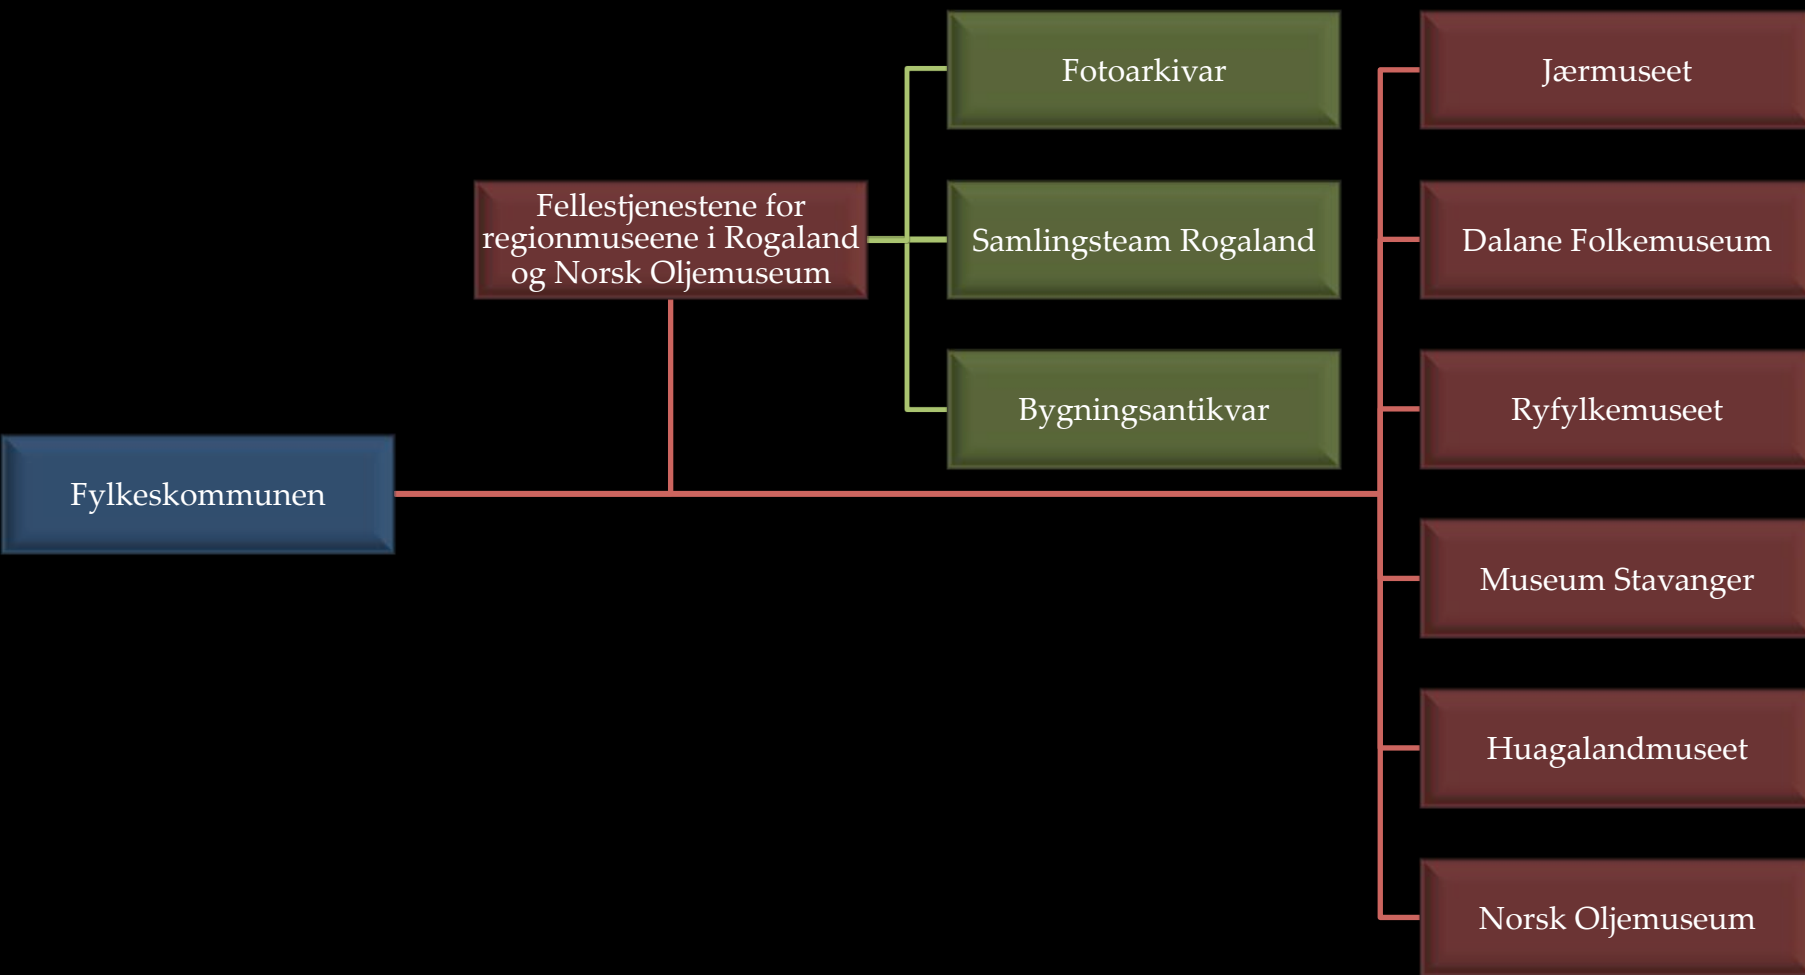 Fylkeskommunen
Fellestjenestene for
regionmuseene i Rogaland
og Norsk Oljemuseum
Fotoarkivar
Samlingsteam Rogaland
Bygningsantikvar
Jærmuseet
Dalane Folkemuseum
Ryfylkemuseet
Museum Stavanger
Huagalandmuseet
Norsk Oljemuseum